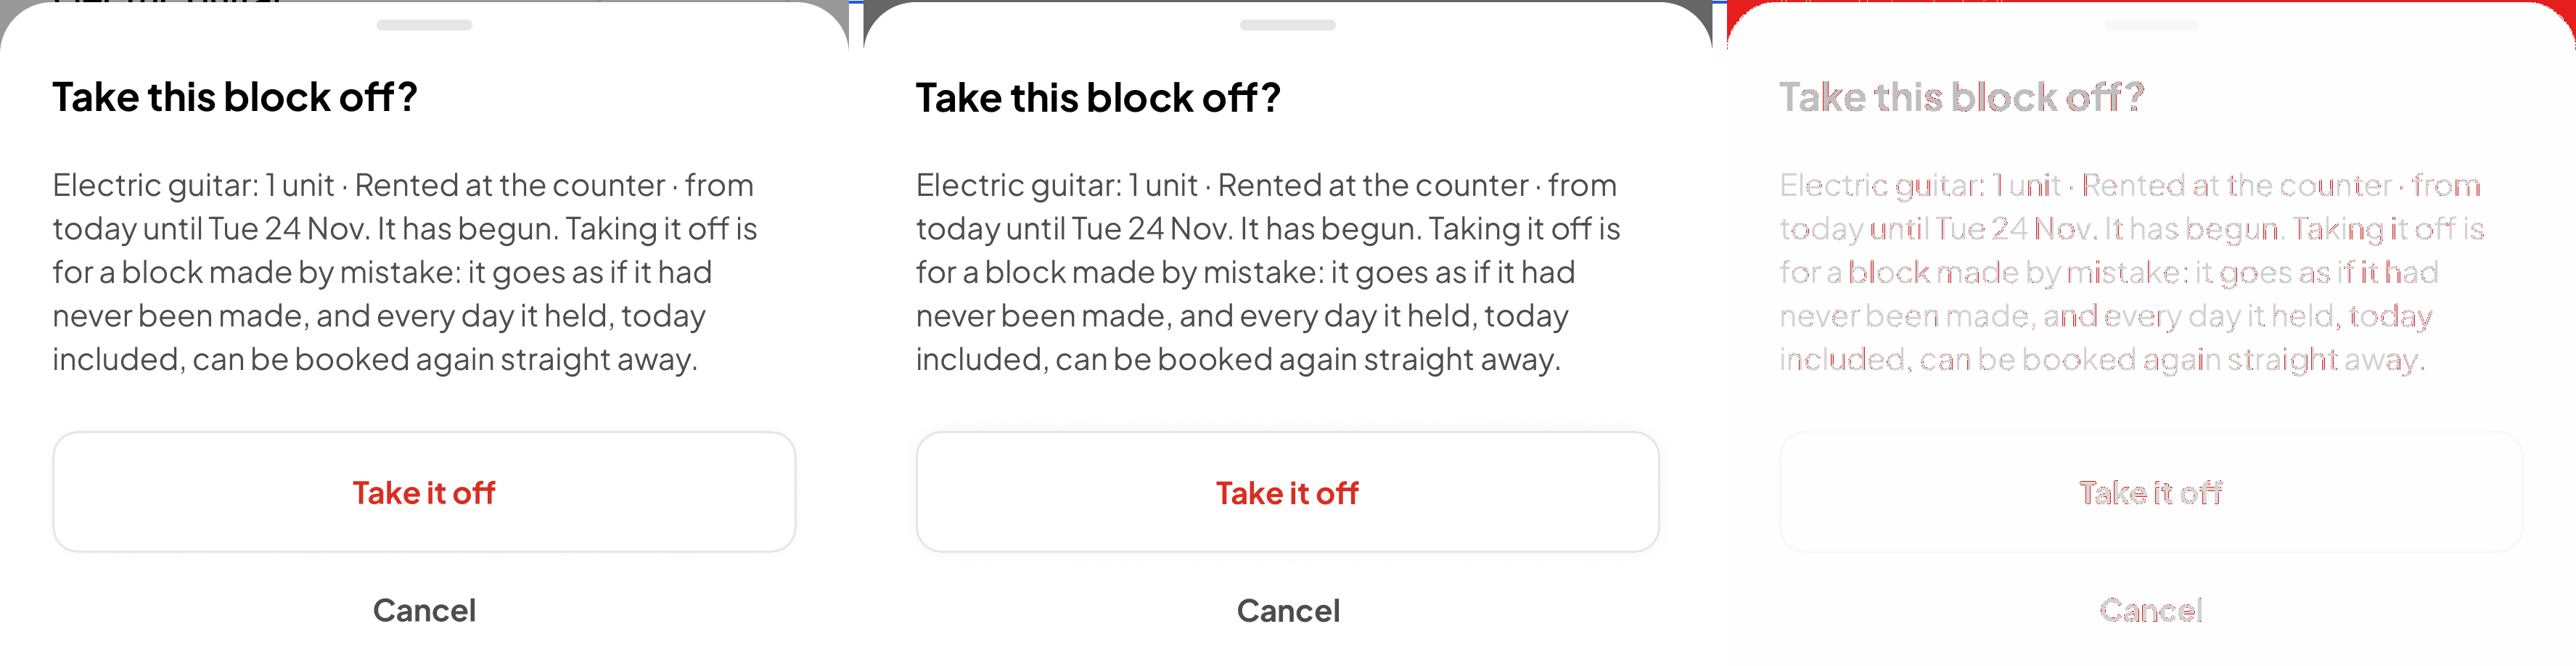 Take this block off?
Electric guitar: 1 unit · Rented at the counter · from
today until Tue 24 Nov. It has begun. Taking it off is
for a block made by mistake: it goes as if it had
never been made, and every day it held, today
included, can be booked again straight away.
Take it off
Cancel
Take this block off?
Electric guitar: 1 unit · Rented at the counter · from
today until Tue 24 Nov. It has begun. Taking it off is
for a block made by mistake: it goes as if it had
never been made, and every day it held, today
included, can be booked again straight away.
Take it off
Cancel
Take this block off?
Electric guitar: 1 unit · Rented at the counter · from
today until Tue 24 Nov. It has begun. Taking it off is
for a block made by mistake: it goes as if it had
never been made, and every day it held, today
included, can be booked again straight away.
Take it off
Cancel